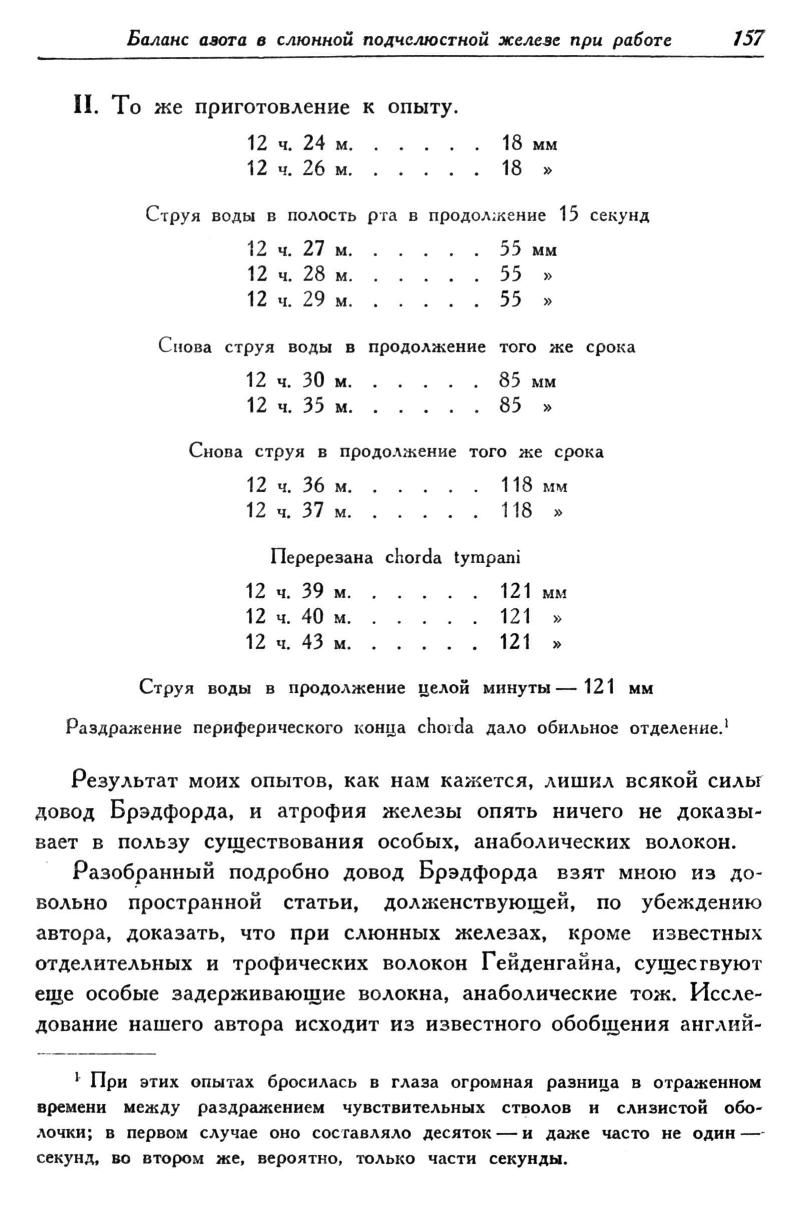 Баланс азота в слюнной подчелюстной железе при работе 157
II. То же приготовление к опыту.
12 ч. 24 м. . . . . . 18 мм
12 ч. 26 м. . . . . . 18 »
Струя воды в полость рта в продолжение 15 секунд
12 ч. 27 м. . . . . . 55 мм
12 ч. 28 м. . . . . . 55 »
12 ч. 29 м. . . . . . 55 »
Снова струя воды в продолжение того же срока
12 ч. 30 м. . . . . . 85 мм
12 ч. 35 м. . . . . . 85 »
Снова струя в продолжение того же срока
12 ч. 36 м. . . . . . 118 мм
12 ч. 37 м. . . . . . 118 »
Перерезана chorda tympani
12 ч. 39 м. . . . . . 121 мм
12 ч. 40 м. . . . . . 121 »
12 ч. 43 м. . . . . . 121 »
Струя воды в продолжение целой минуты — 121 мм
Раздражение периферического конца chorda дало обильное отделение.¹
Результат моих опытов, как нам кажется, лишил всякой силы
довод Брэдфорда, и атрофия железы опять ничего не доказы-
вает в пользу существования особых, анаболических волокон.
Разобранный подробно довод Брэдфорда взят мною из до-
вольно пространной статьи, долженствующей, по убеждению
автора, доказать, что при слюнных железах, кроме известных
отделительных и трофических волокон Гейденгайна, существуют
еще особые задерживающие волокна, анаболические тож. Иссле-
дование нашего автора исходит из известного обобщения англий-
¹ При этих опытах бросилась в глаза огромная разница в отраженном
времени между раздражением чувствительных стволов и слизистой обо-
лочки; в первом случае оно составляло десяток — и даже часто не один —
секунд, во втором же, вероятно, только части секунды.